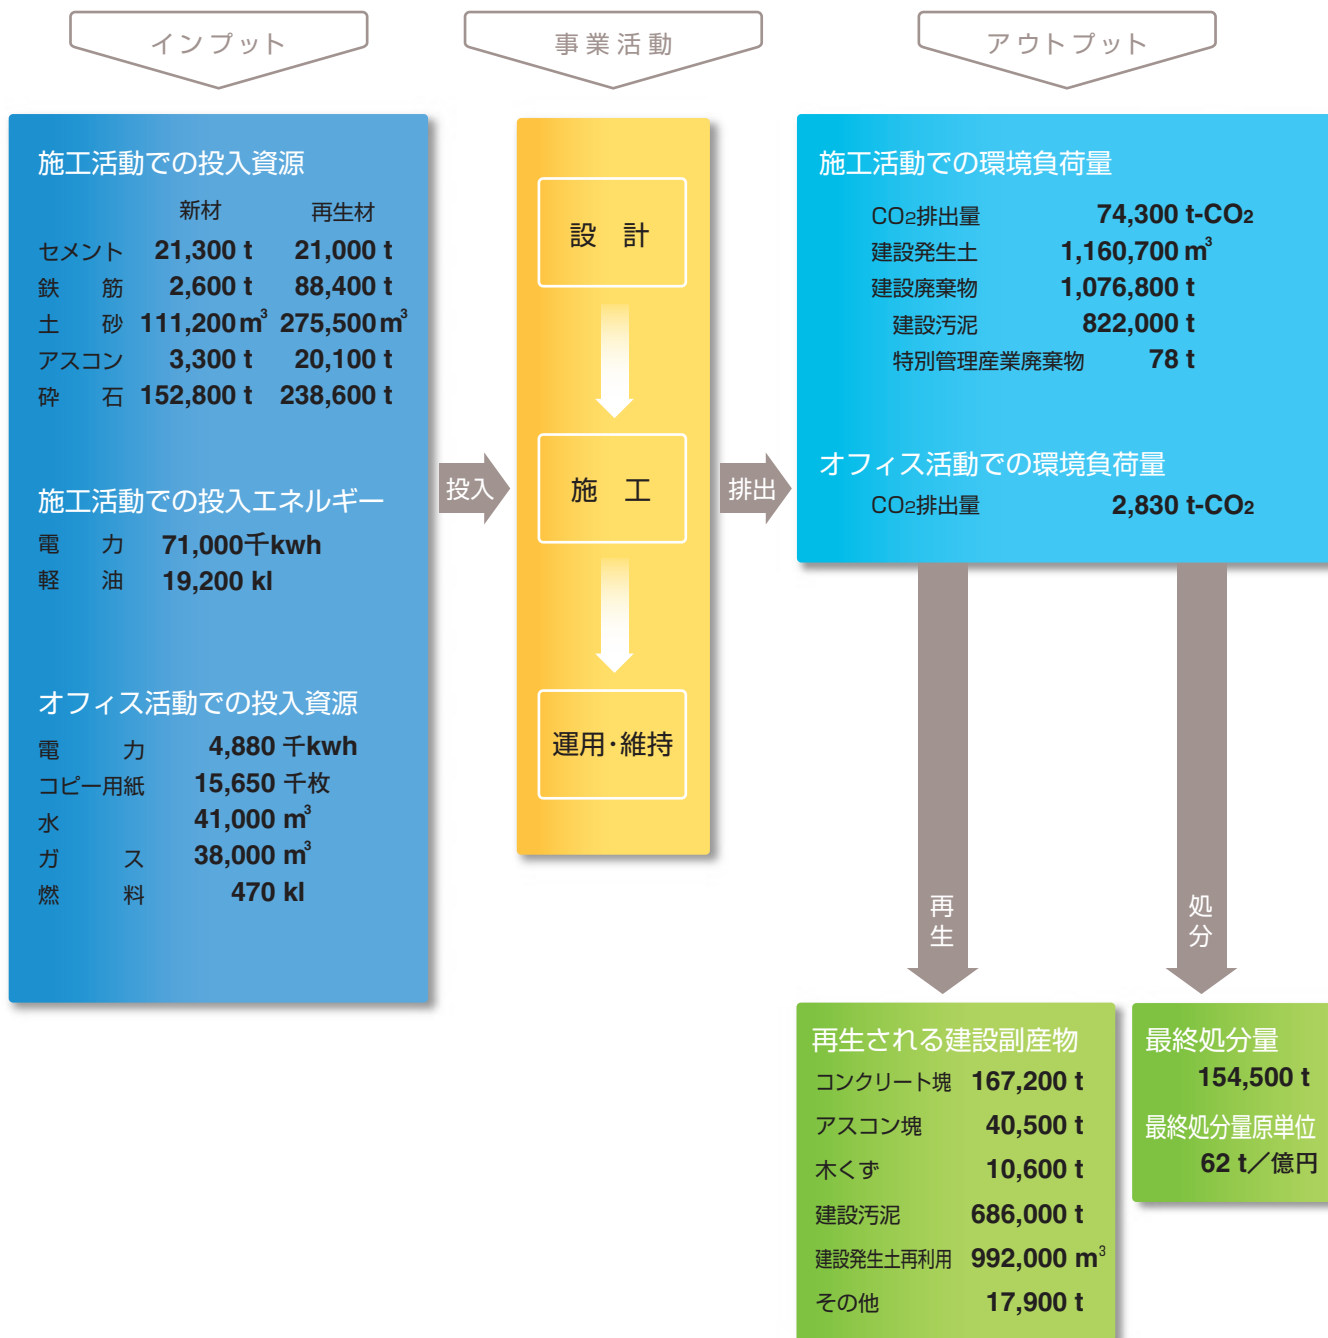 インプット
事業活動
アウトプット
施工活動での投入資源
新材 再生材
セメント 21,300 t 21,000 t
鉄筋 2,600 t 88,400 t
土砂 111,200 m³ 275,500 m³
アスコン 3,300 t 20,100 t
砕石 152,800 t 238,600 t
施工活動での投入エネルギー
電力 71,000千kwh
軽油 19,200 kl
オフィス活動での投入資源
電力 4,880 千kwh
コピー用紙 15,650 千枚
水 41,000 m³
ガス 38,000 m³
燃料 470 kl
投入
設計
施工
運用・維持
排出
施工活動での環境負荷量
CO₂排出量 74,300 t-CO₂
建設発生土 1,160,700 m³
建設廃棄物 1,076,800 t
建設汚泥 822,000 t
特別管理産業廃棄物 78 t
オフィス活動での環境負荷量
CO₂排出量 2,830 t-CO₂
再生
処分
再生される建設副産物
コンクリート塊 167,200 t
アスコン塊 40,500 t
木くず 10,600 t
建設汚泥 686,000 t
建設発生土再利用 992,000 m³
その他 17,900 t
最終処分量
154,500 t
最終処分量原単位
62 t／億円